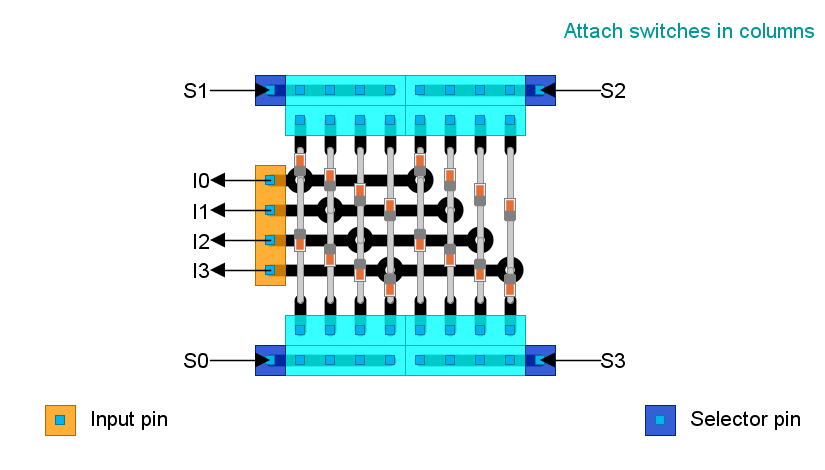 Attach switches in columns
S1
S2
I0
I1
I2
I3
S0
S3
Input pin
Selector pin